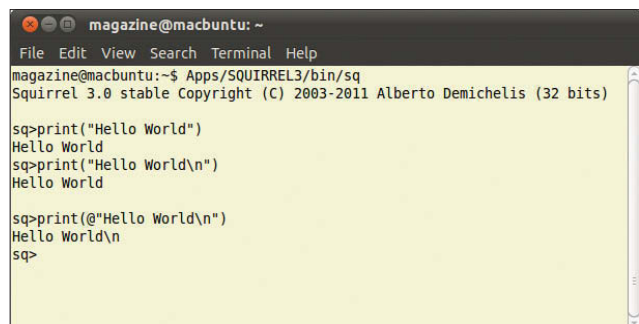 magazine@macbuntu: ~
File Edit View Search Terminal Help
magazine@macbuntu:~$ Apps/SQUIRREL3/bin/sq
Squirrel 3.0 stable Copyright (C) 2003-2011 Alberto Demichelis (32 bits)
sq>print("Hello World")
Hello World
sq>print("Hello World\n")
Hello World
sq>print(@"Hello World\n")
Hello World\n
sq>